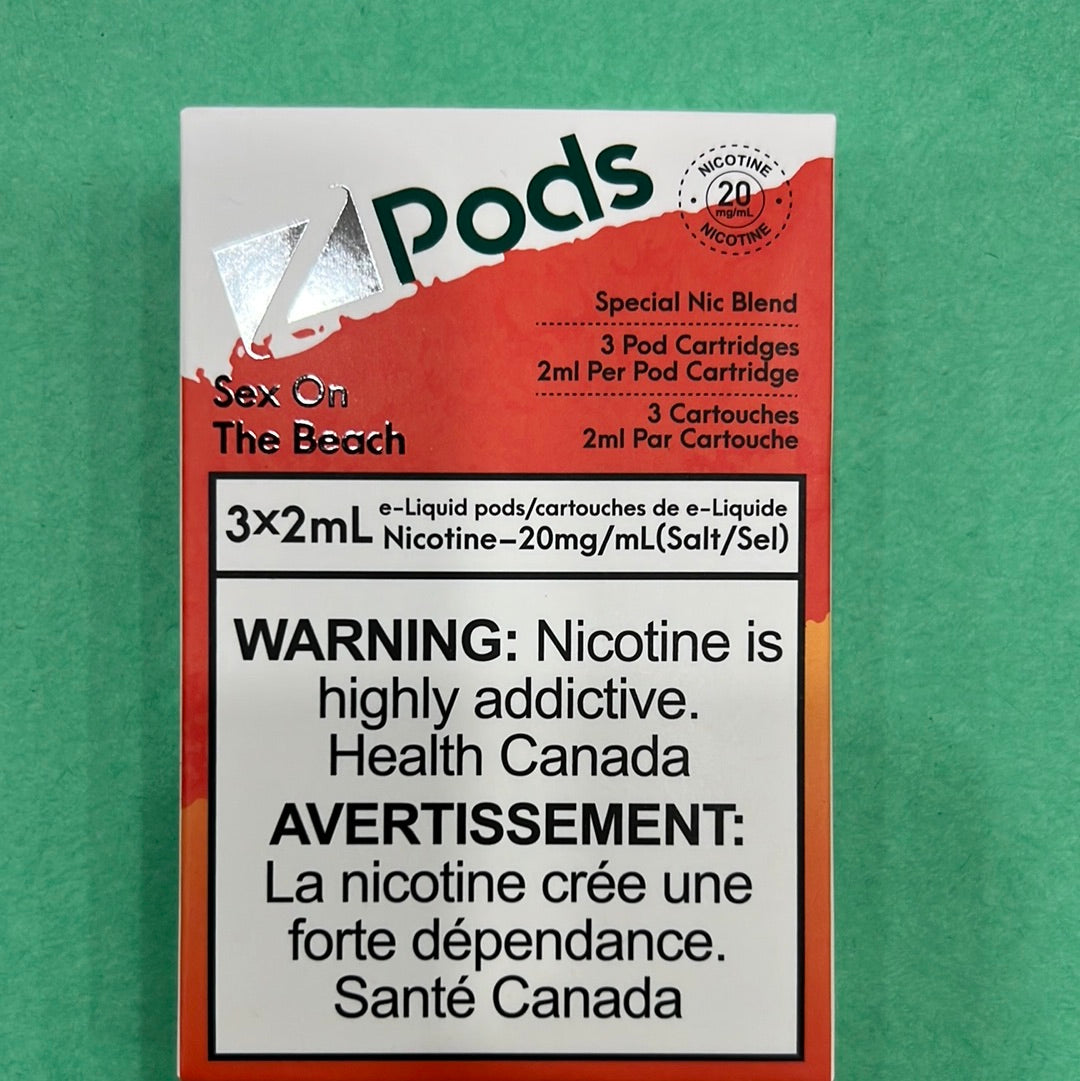 Z Pods
NICOTINE
20
mg/mL
NICOTINE
Special Nic Blend
3 Pod Cartridges
2ml Per Pod Cartridge
3 Cartouches
2ml Par Cartouche
Sex On
The Beach
3×2mL
e-Liquid pods/cartouches de e-Liquide
Nicotine–20mg/mL(Salt/Sel)
WARNING: Nicotine is
highly addictive.
Health Canada
AVERTISSEMENT:
La nicotine crée une
forte dépendance.
Santé Canada